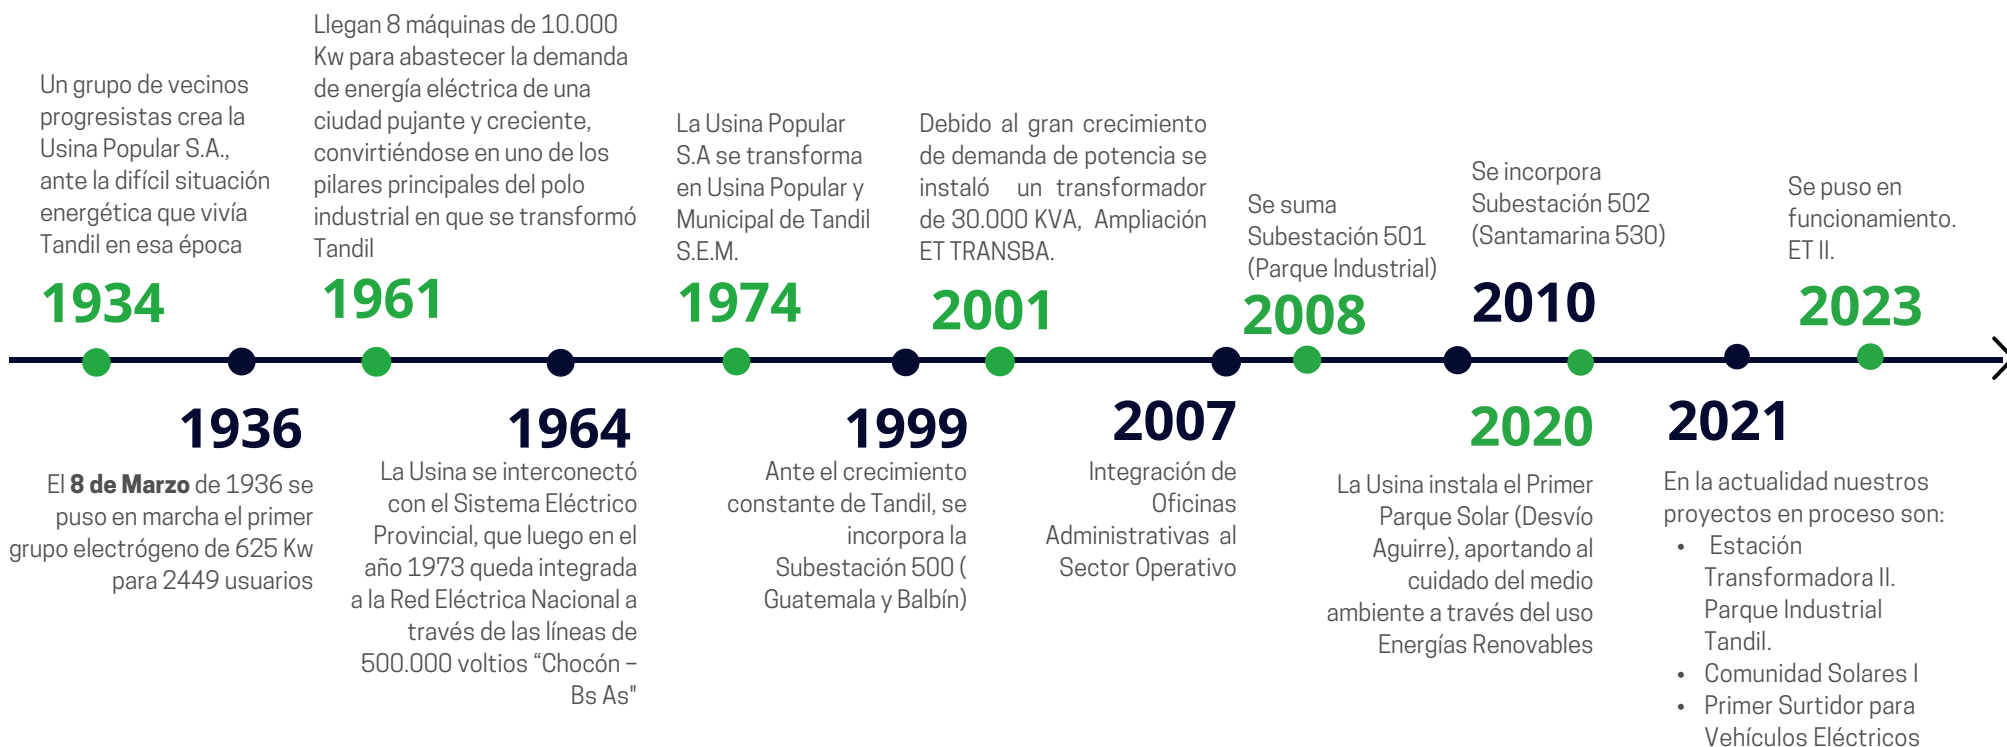 Un grupo de vecinos
progresistas crea la
Usina Popular S.A.,
ante la difícil situación
energética que vivía
Tandil en esa época
1934
El 8 de Marzo de 1936 se
puso en marcha el primer
grupo electrógeno de 625 Kw
para 2449 usuarios
1936
Llegan 8 máquinas de 10.000
Kw para abastecer la demanda
de energía eléctrica de una
ciudad pujante y creciente,
convirtiéndose en uno de los
pilares principales del polo
industrial en que se transformó
Tandil
1961
1964
La Usina se interconectó
con el Sistema Eléctrico
Provincial, que luego en el
año 1973 queda integrada
a la Red Eléctrica Nacional a
través de las líneas de
500.000 voltios “Chocón –
Bs As"
La Usina Popular
S.A se transforma
en Usina Popular y
Municipal de Tandil
S.E.M.
1974
1999
Ante el crecimiento
constante de Tandil, se
incorpora la
Subestación 500 (
Guatemala y Balbín)
Debido al gran crecimiento
de demanda de potencia se
instaló un transformador
de 30.000 KVA, Ampliación
ET TRANSBA.
2001
2007
Integración de
Oficinas
Administrativas al
Sector Operativo
Se suma
Subestación 501
(Parque Industrial)
2008
Se incorpora
Subestación 502
(Santamarina 530)
2010
2020
La Usina instala el Primer
Parque Solar (Desvío
Aguirre), aportando al
cuidado del medio
ambiente a través del uso
Energías Renovables
2021
En la actualidad nuestros
proyectos en proceso son:
• Estación
Transformadora II.
Parque Industrial
Tandil.
• Comunidad Solares I
• Primer Surtidor para
Vehículos Eléctricos
Se puso en
funcionamiento.
ET II.
2023